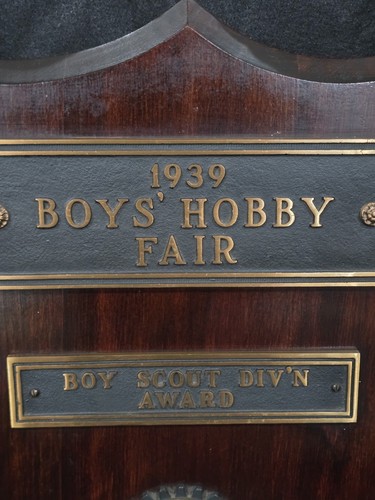 1939
BOYS' HOBBY
FAIR
BOY SCOUT DIV'N
AWARD